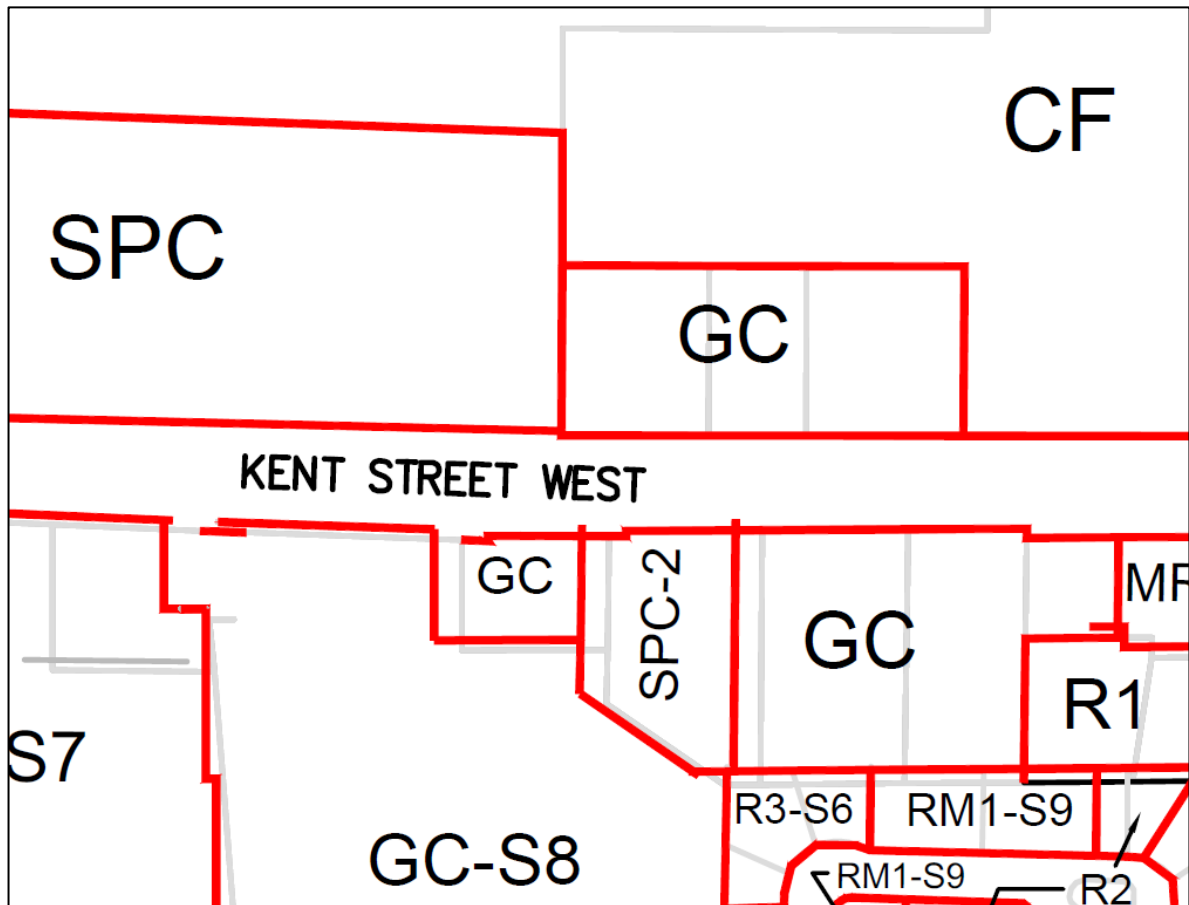 CF
SPC
GC
KENT STREET WEST
GC
SPC-2
MR
GC
R1
S7
R3-S6
RM1-S9
GC-S8
RM1-S9
R2